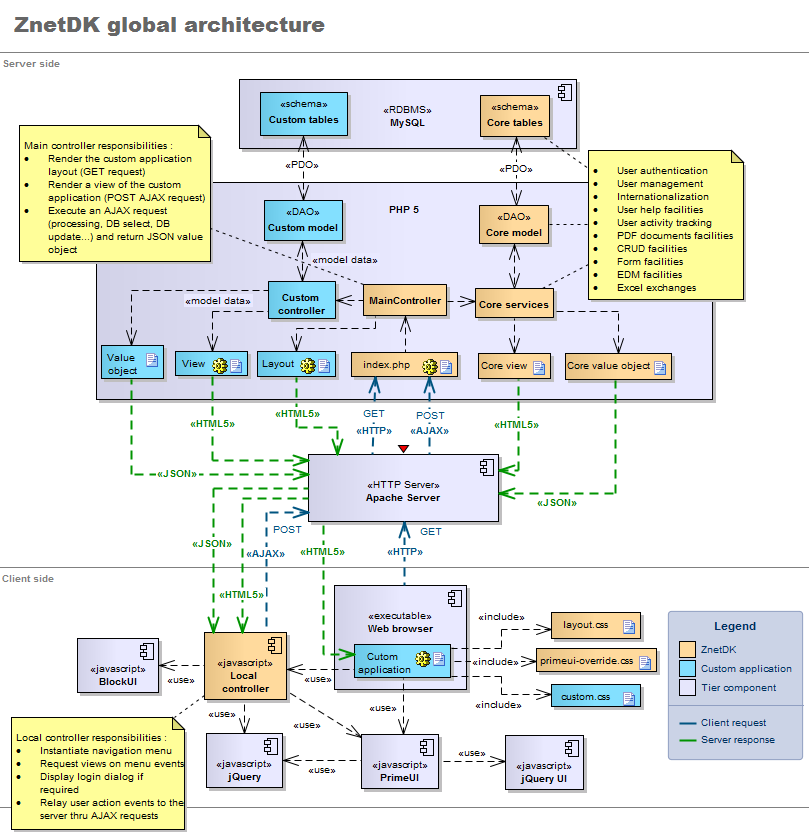 ZnetDK global architecture
Server side
«schema»
Custom tables
«RDBMS»
MySQL
«schema»
Core tables
Main controller responsibilities :
• Render the custom application
layout (GET request)
• Render a view of the custom
application (POST AJAX request)
• Execute an AJAX request
(processing, DB select, DB
update...) and return JSON value
object
«PDO»
«PDO»
• User authentication
• User management
• Internationalization
• User help facilities
• User activity tracking
• PDF documents facilities
• CRUD facilities
• Form facilities
• EDM facilities
• Excel exchanges
PHP 5
«DAO»
Custom model
«DAO»
Core model
«model data»
«model data»
Custom
controller
MainController
Core services
Value
object
View
Layout
index.php
Core view
Core value object
«HTML5»
«HTML5»
GET
«HTTP»
POST
«AJAX»
«HTML5»
«JSON»
«JSON»
«HTTP Server»
Apache Server
POST
GET
«JSON»
«AJAX»
«HTML5»
«HTTP»
«HTML5»
Client side
«executable»
Web browser
Cutom
application
«include»
layout.css
«include»
primeui-override.css
«include»
custom.css
Legend
ZnetDK
Custom application
Tier component
Client request
Server response
«javascript»
BlockUI
«use»
«javascript»
Local
controller
«use»
«use»
«use»
«use»
Local controller responsibilities :
• Instantiate navigation menu
• Request views on menu events
• Display login dialog if
required
• Relay user action events to the
server thru AJAX requests
«javascript»
jQuery
«use»
«javascript»
PrimeUI
«use»
«javascript»
jQuery UI